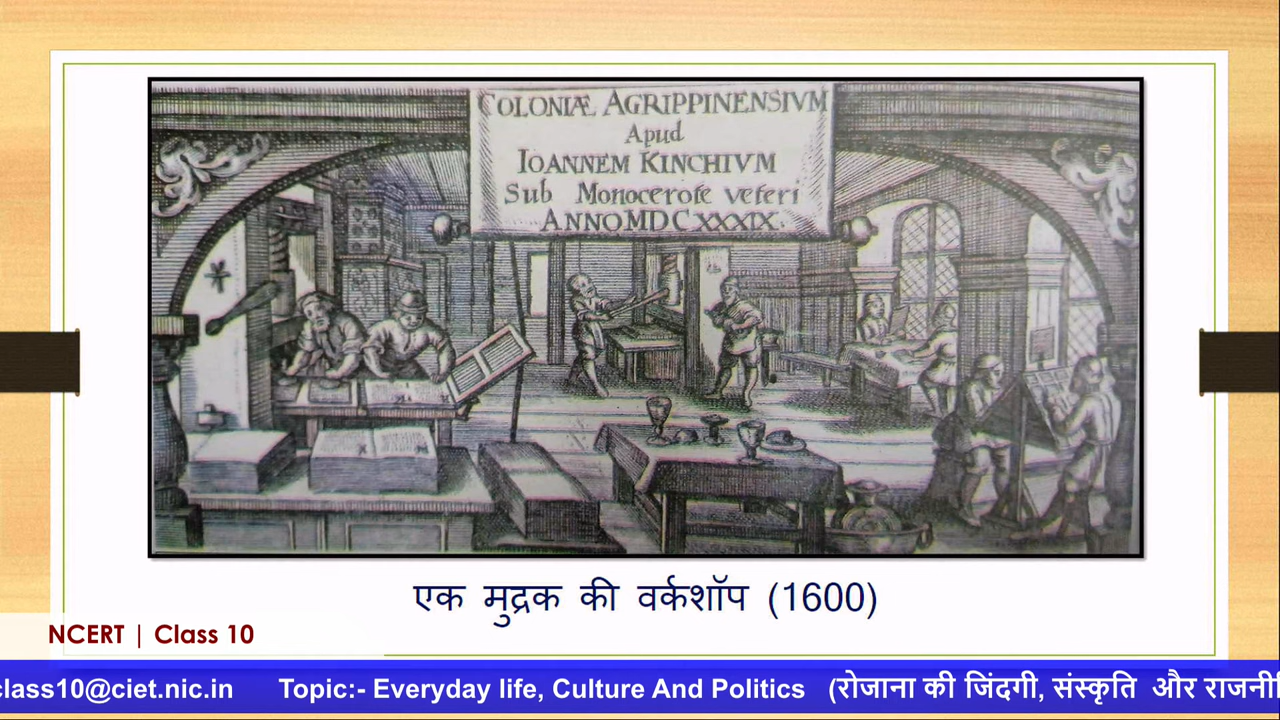 COLONIÆ AGRIPPINENSIVM
Apud
IOANNEM KINCHIVM
Sub Monocerote veteri
ANNO MDCXXXIX.
एक मुद्रक की वर्कशॉप (1600)
NCERT | Class 10
class10@ciet.nic.in Topic:- Everyday life, Culture And Politics (रोजाना की जिंदगी, संस्कृति और